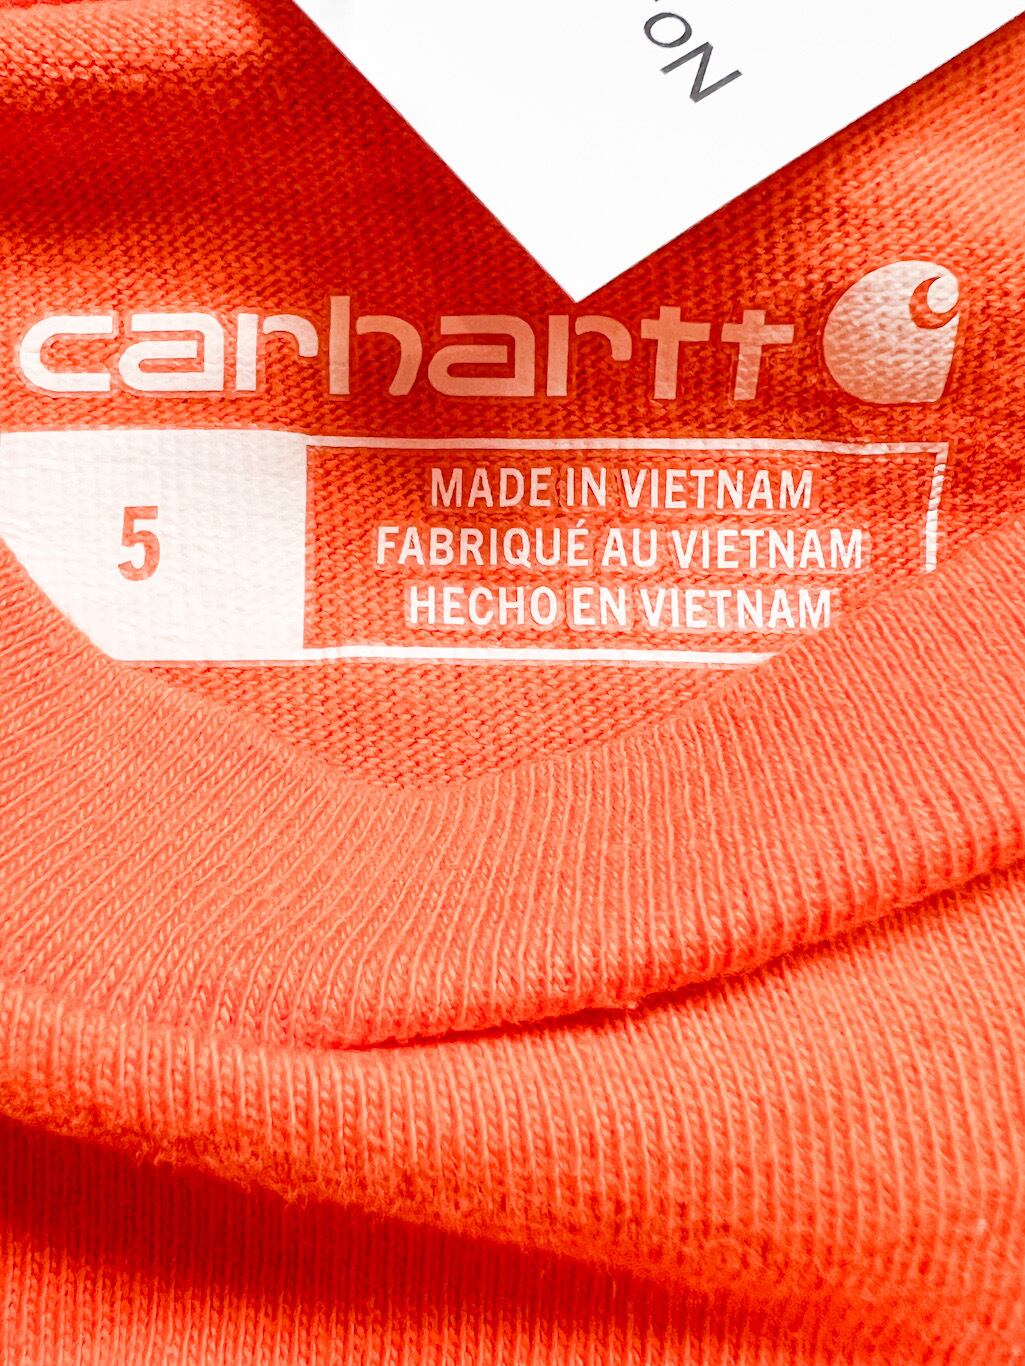 carhartt
5
MADE IN VIETNAM
FABRIQUÉ AU VIETNAM
HECHO EN VIETNAM